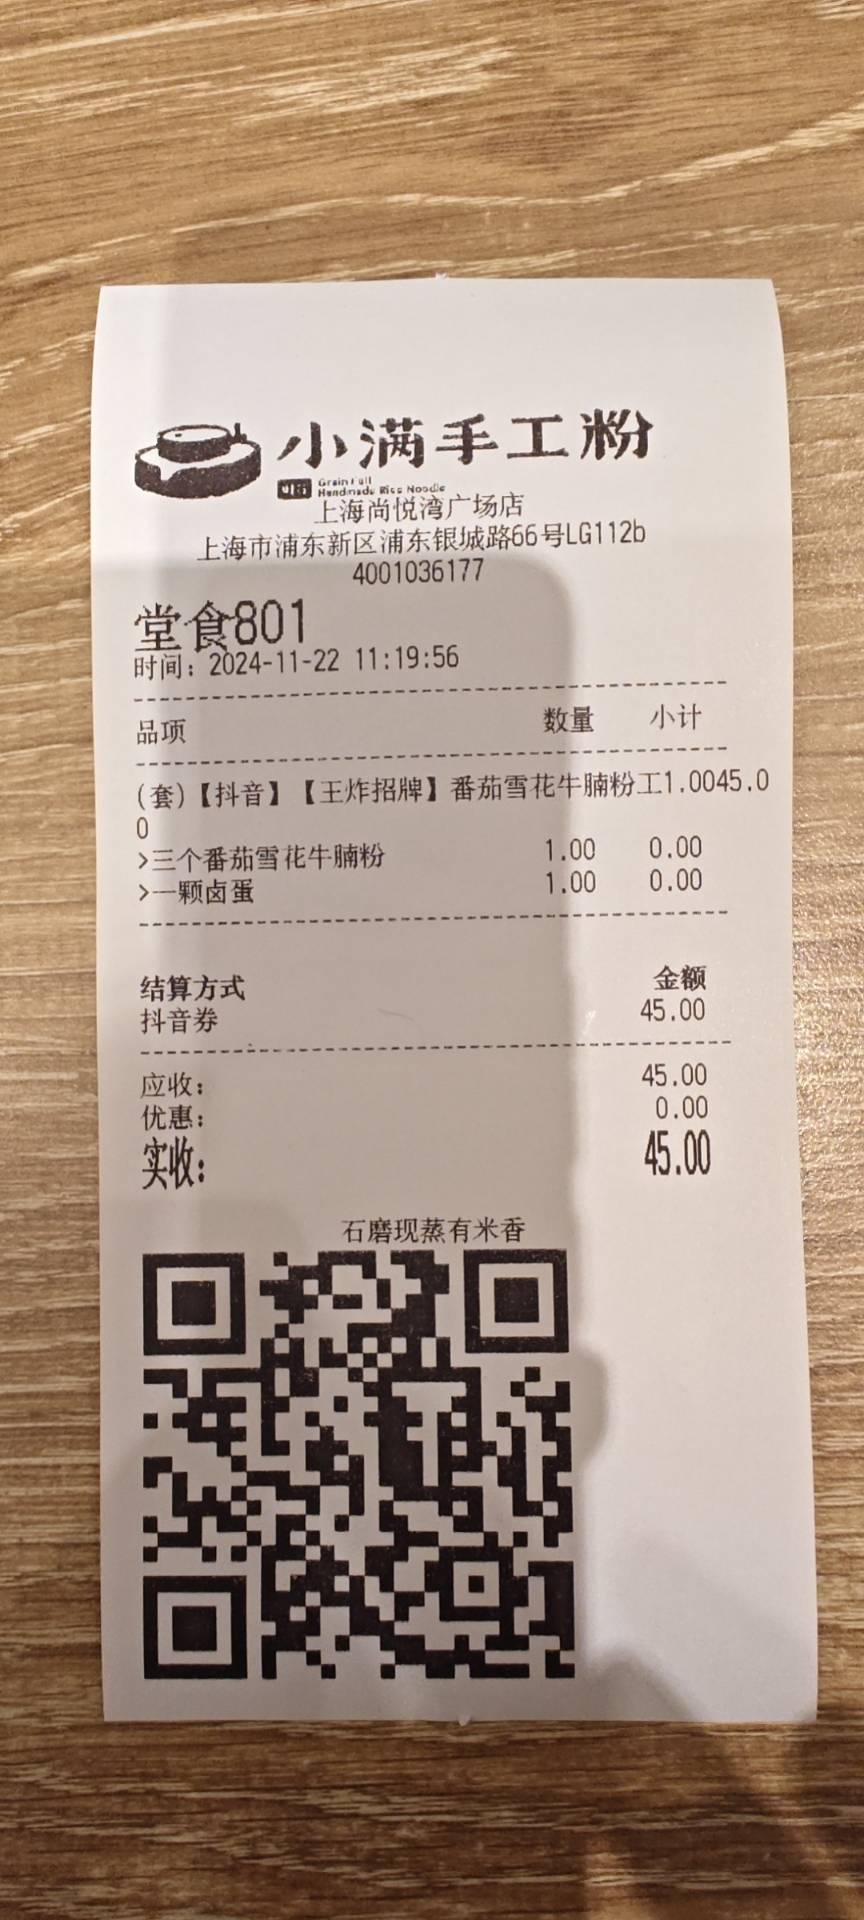 小满手工粉
Grain Full
Handmade Rice Noodle
上海尚悦湾广场店
上海市浦东新区浦东银城路66号LG112b
4001036177
堂食801
时间：2024-11-22 11:19:56
品项 数量 小计
(套)【抖音】【王炸招牌】番茄雪花牛腩粉工1.0045.0
0
>三个番茄雪花牛腩粉 1.00 0.00
>一颗卤蛋 1.00 0.00
结算方式 金额
抖音券 45.00
应收： 45.00
优惠： 0.00
实收： 45.00
石磨现蒸有米香